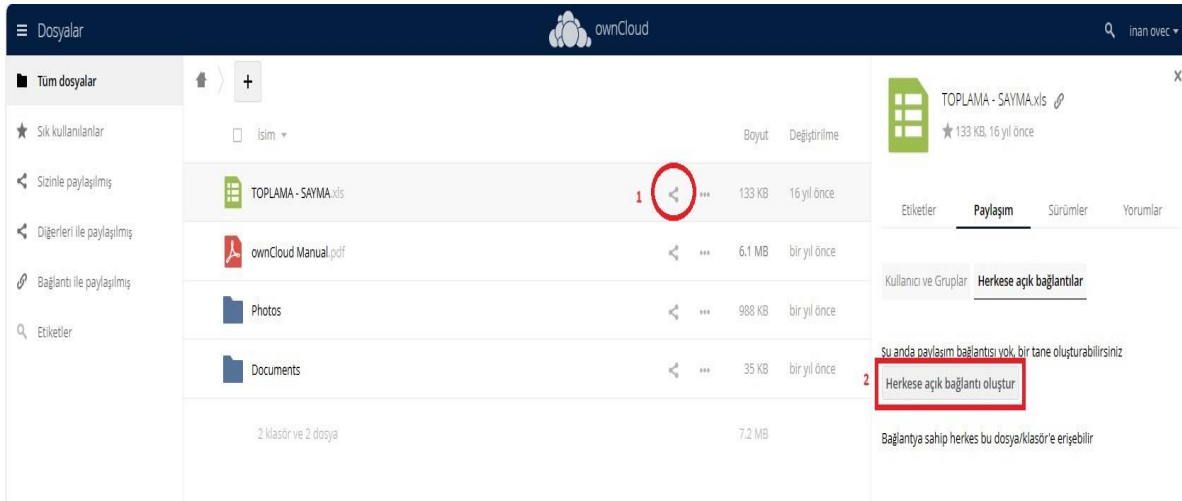 Dosyalar
ownCloud
inan ovec
Tüm dosyalar
Sık kullanılanlar
Sizinle paylaşılmış
Diğerleri ile paylaşılmış
Bağlantı ile paylaşılmış
Etiketler
+
İsim
Boyut
Değiştirilme
TOPLAMA - SAYMA.xls
1
133 KB
16 yıl önce
ownCloud Manual.pdf
6.1 MB
bir yıl önce
Photos
988 KB
bir yıl önce
Documents
35 KB
bir yıl önce
2 klasör ve 2 dosya
7.2 MB
X
TOPLAMA - SAYMA.xls
133 KB, 16 yıl önce
Etiketler
Paylaşım
Sürümler
Yorumlar
Kullanıcı ve Gruplar
Herkese açık bağlantılar
Şu anda paylaşım bağlantısı yok, bir tane oluşturabilirsiniz
2
Herkese açık bağlantı oluştur
Bağlantya sahip herkes bu dosya/klasör'e erişebilir